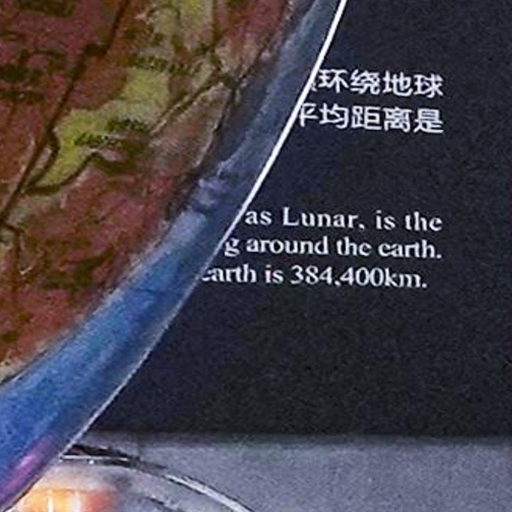 环绕地球
平均距离是
as Lunar, is the
g around the earth.
earth is 384,400km.